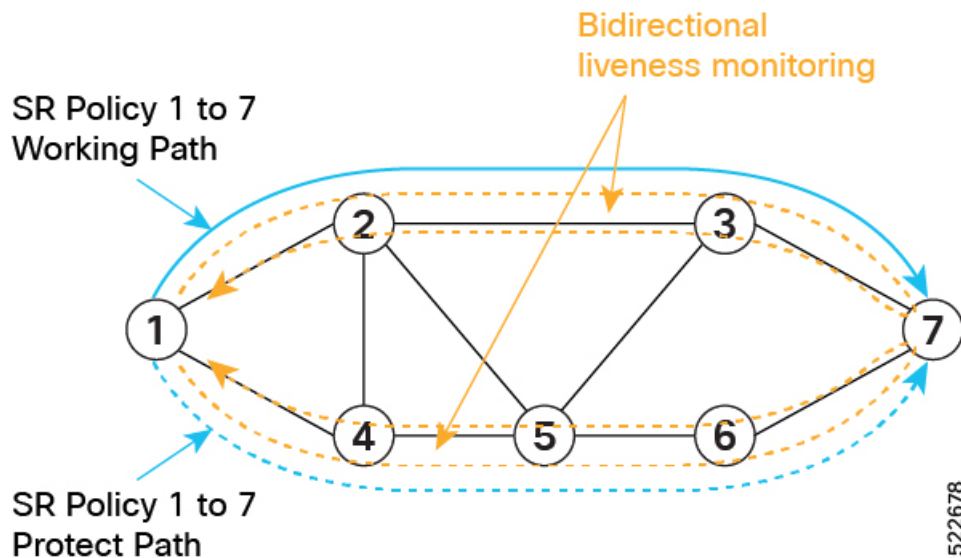 Bidirectional
liveness monitoring
SR Policy 1 to 7
Working Path
2
3
1
7
4
5
6
SR Policy 1 to 7
Protect Path
522678